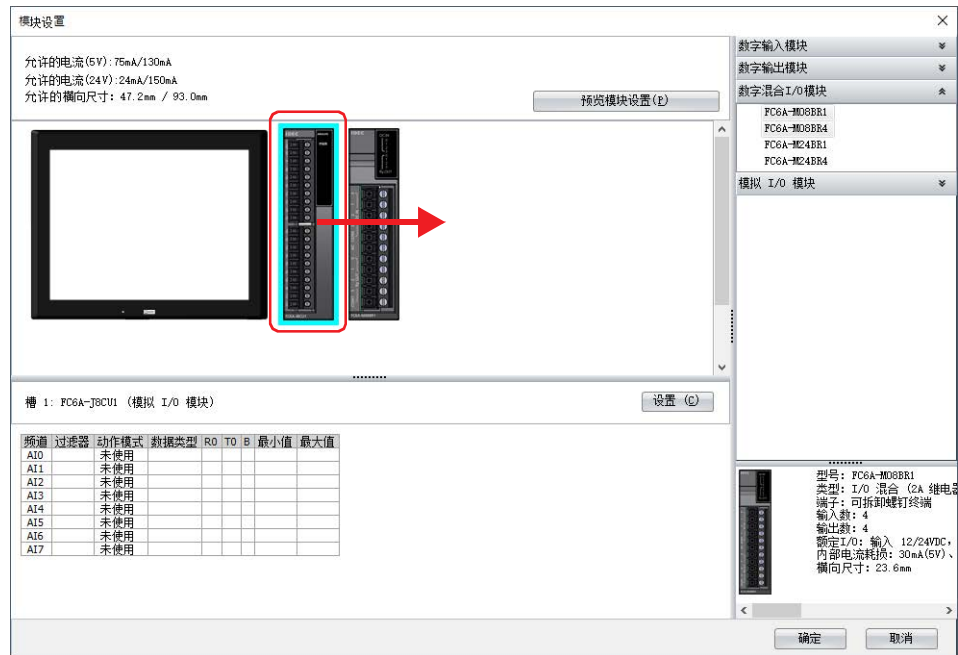 模块设置
允许的电流(5V):75mA/130mA
允许的电流(24V):24mA/150mA
允许的横向尺寸: 47.2mm / 93.0mm
预览模块设置(P)
数字输入模块
数字输出模块
数字混合I/O模块
FC6A-M08BR1
FC6A-M08BR4
FC6A-M24BR1
FC6A-M24BR4
模拟 I/O 模块
槽 1: FC6A-J8CU1 (模拟 I/O 模块)
设置 (C)
频道 过滤器 动作模式 数据类型 R0 T0 B 最小值 最大值
AI0 未使用
AI1 未使用
AI2 未使用
AI3 未使用
AI4 未使用
AI5 未使用
AI6 未使用
AI7 未使用
型号: FC6A-M08BR1
类型: I/O 混合 (2A 继电器
端子: 可拆卸螺钉终端
输入数: 4
输出数: 4
额定I/O: 输入 12/24VDC,
内部电流耗损: 30mA(5V)、
横向尺寸: 23.6mm
确定
取消